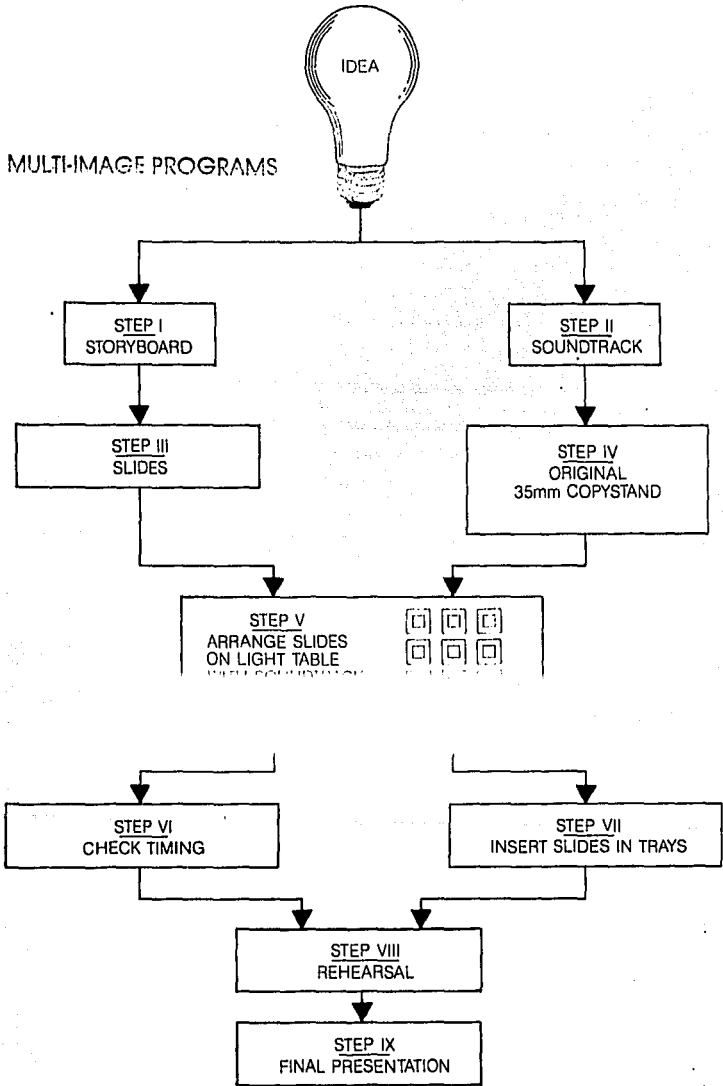 IDEA
MULTI-IMAGE PROGRAMS
STEP I
STORYBOARD
STEP II
SOUNDTRACK
STEP III
SLIDES
STEP IV
ORIGINAL
35mm COPYSTAND
STEP V
ARRANGE SLIDES
ON LIGHT TABLE
WITH SOUNDTRACK
STEP VI
CHECK TIMING
STEP VII
INSERT SLIDES IN TRAYS
STEP VIII
REHEARSAL
STEP IX
FINAL PRESENTATION